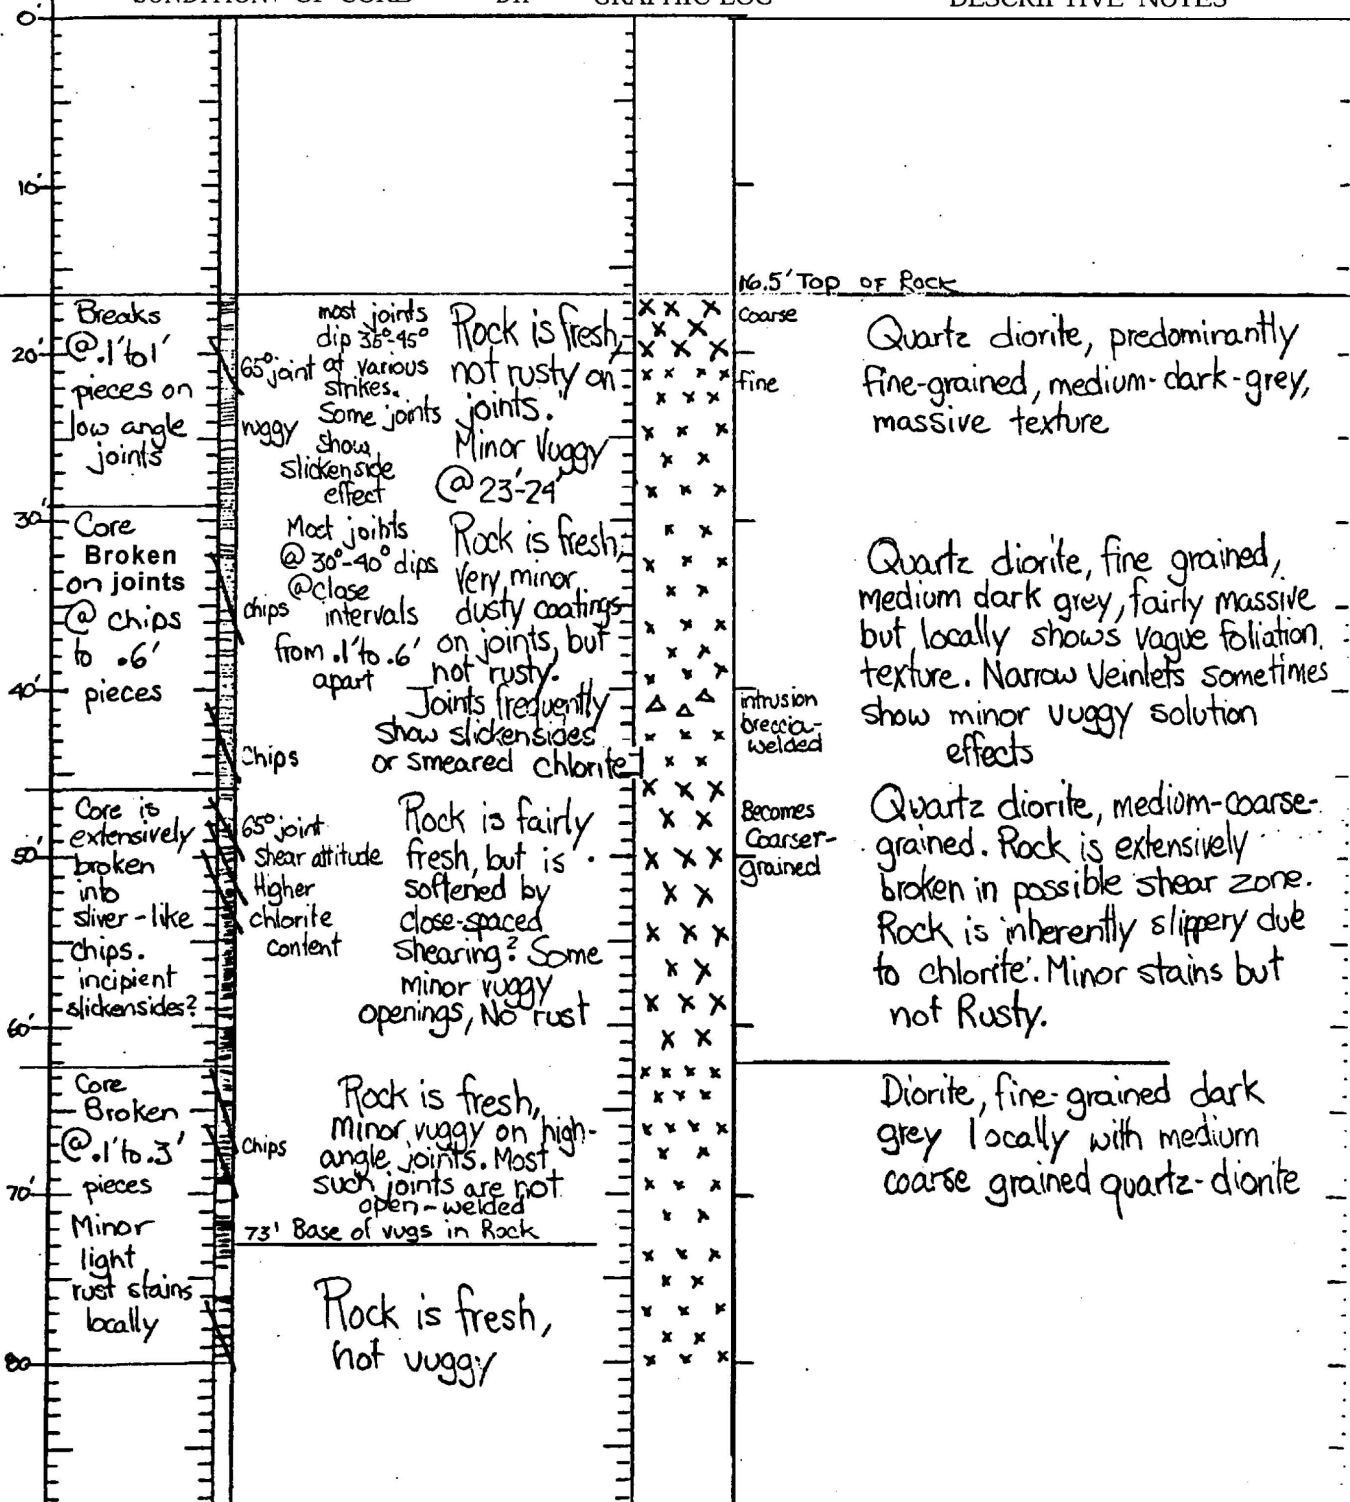 CONDITION OF CORE DIP GRAPHIC LOG DESCRIPTIVE NOTES
0'
10'
20'
30'
40'
50'
60'
70'
80
Breaks
@ .1' to 1'
pieces on
low angle
joints
Core
Broken
on joints
@ chips
to .6'
pieces
Core is
extensively
broken
into
sliver-like
chips.
incipient
slickensides?
Core
Broken
@ .1' to .3'
pieces
Minor
light
rust stains
locally
65° joint
vuggy
chips
Chips
65° joint
shear attitude
Higher
chlorite
content
Chips
most joints
dip 35°-45°
at various
strikes.
Some joints
show
slickenside
effect
Rock is fresh,
not rusty on
joints.
Minor Vuggy
@ 23'-24'
Most joints
@ 30°-40° dips
@close
intervals
from .1' to .6'
apart
Rock is fresh,
Very minor
dusty coatings
on joints, but
not rusty.
Joints frequently
show slickensides
or smeared chlorite
Rock is fairly
fresh, but is
softened by
close-spaced
shearing? Some
minor vuggy
openings, No rust
Rock is fresh,
minor vuggy on high-
angle joints. Most
such joints are not
open-welded
73' Base of vugs in Rock
Rock is fresh,
not vuggy
16.5' Top of Rock
Coarse
fine
intrusion
breccia-
welded
Becomes
Coarser-
grained
Quartz diorite, predominantly
fine-grained, medium-dark-grey,
massive texture
Quartz diorite, fine grained,
medium dark grey, fairly massive
but locally shows vague foliation.
texture. Narrow Veinlets sometimes
show minor vuggy solution
effects
Quartz diorite, medium-coarse-
grained. Rock is extensively
broken in possible shear zone.
Rock is inherently slippery due
to chlorite. Minor stains but
not Rusty.
Diorite, fine-grained dark
grey locally with medium
coarse grained quartz-diorite